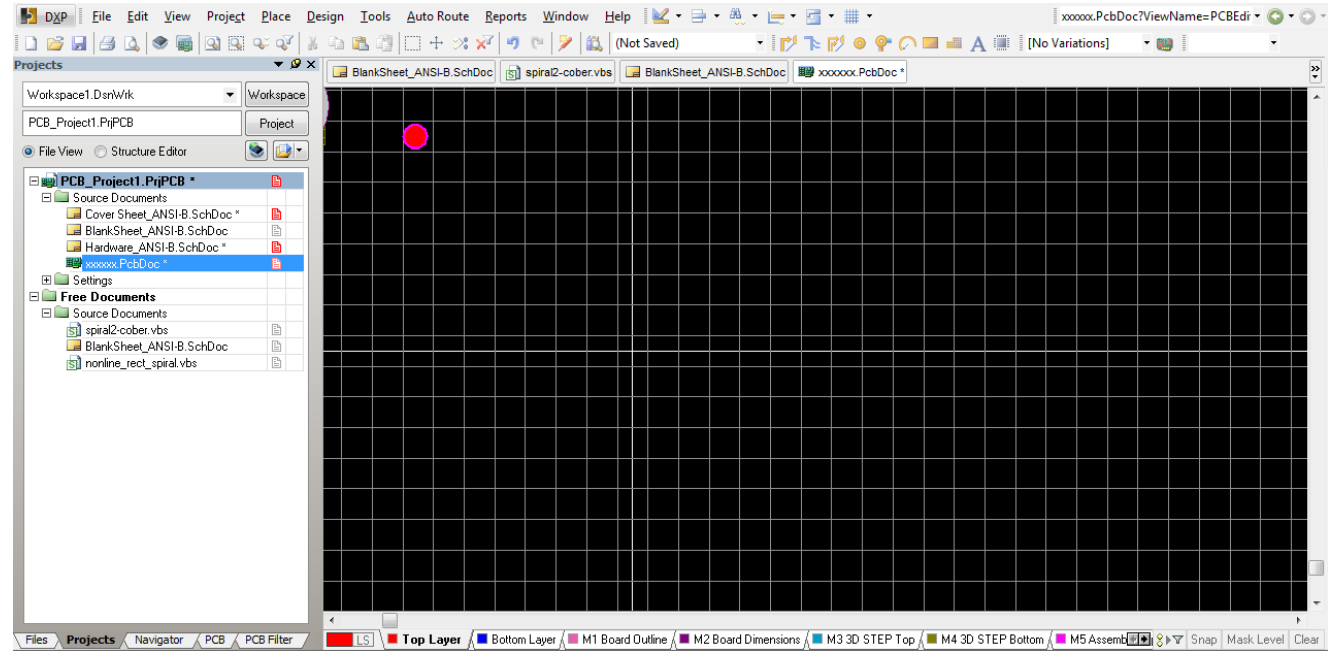 DXP File Edit View Project Place Design Tools Auto Route Reports Window Help xxxxxx.PcbDoc?ViewName=PCBEdi
(Not Saved) A [No Variations]
Projects
BlankSheet_ANSI-B.SchDoc spiral2-cober.vbs BlankSheet_ANSI-B.SchDoc xxxxxx.PcbDoc *
Workspace1.DsnWrk Workspace
PCB_Project1.PrjPCB Project
File View Structure Editor
PCB_Project1.PrjPCB *
Source Documents
Cover Sheet_ANSI-B.SchDoc *
BlankSheet_ANSI-B.SchDoc
Hardware_ANSI-B.SchDoc *
xxxxxx.PcbDoc *
Settings
Free Documents
Source Documents
spiral2-cober.vbs
BlankSheet_ANSI-B.SchDoc
nonline_rect_spiral.vbs
Files Projects Navigator PCB PCB Filter LS Top Layer Bottom Layer M1 Board Outline M2 Board Dimensions M3 3D STEP Top M4 3D STEP Bottom M5 Assemb Snap Mask Level Clear